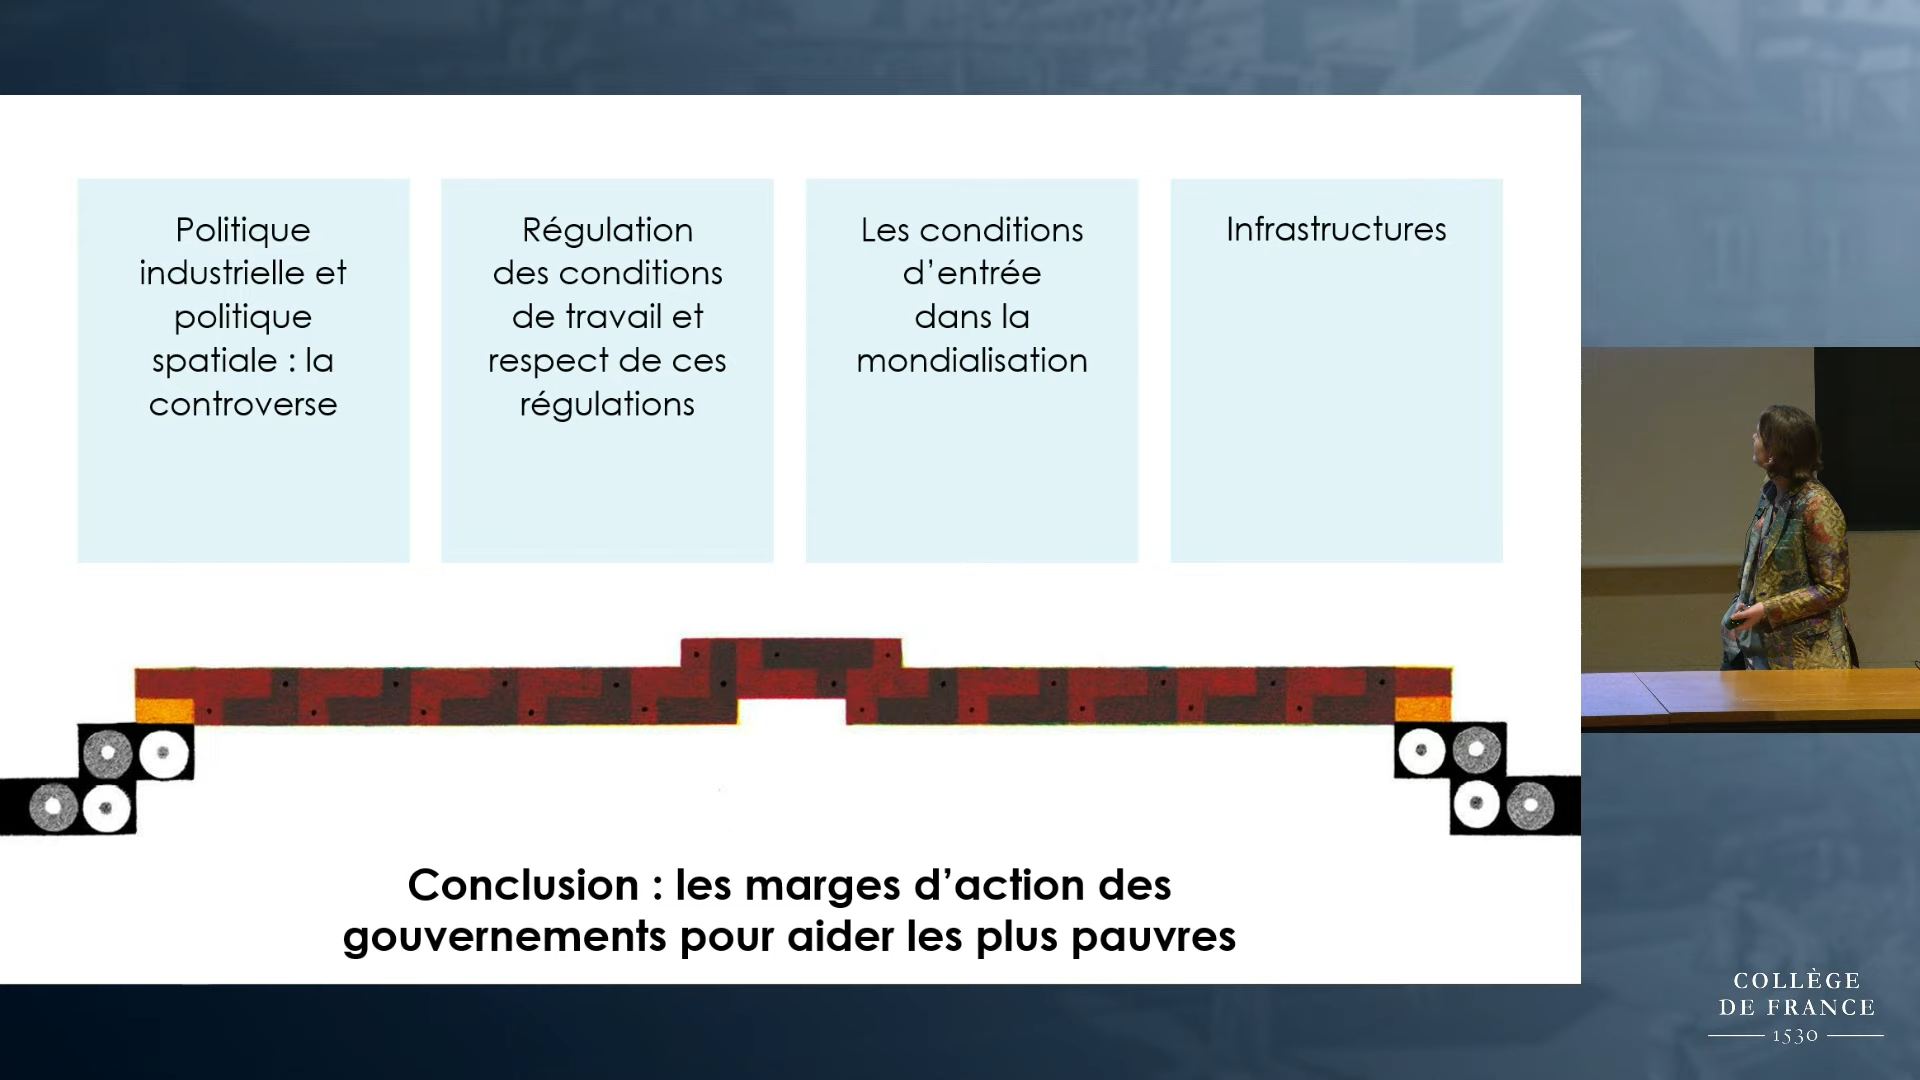 Politique
industrielle et
politique
spatiale : la
controverse
Régulation
des conditions
de travail et
respect de ces
régulations
Les conditions
d’entrée
dans la
mondialisation
Infrastructures
Conclusion : les marges d’action des
gouvernements pour aider les plus pauvres
COLLÈGE
DE FRANCE
1530